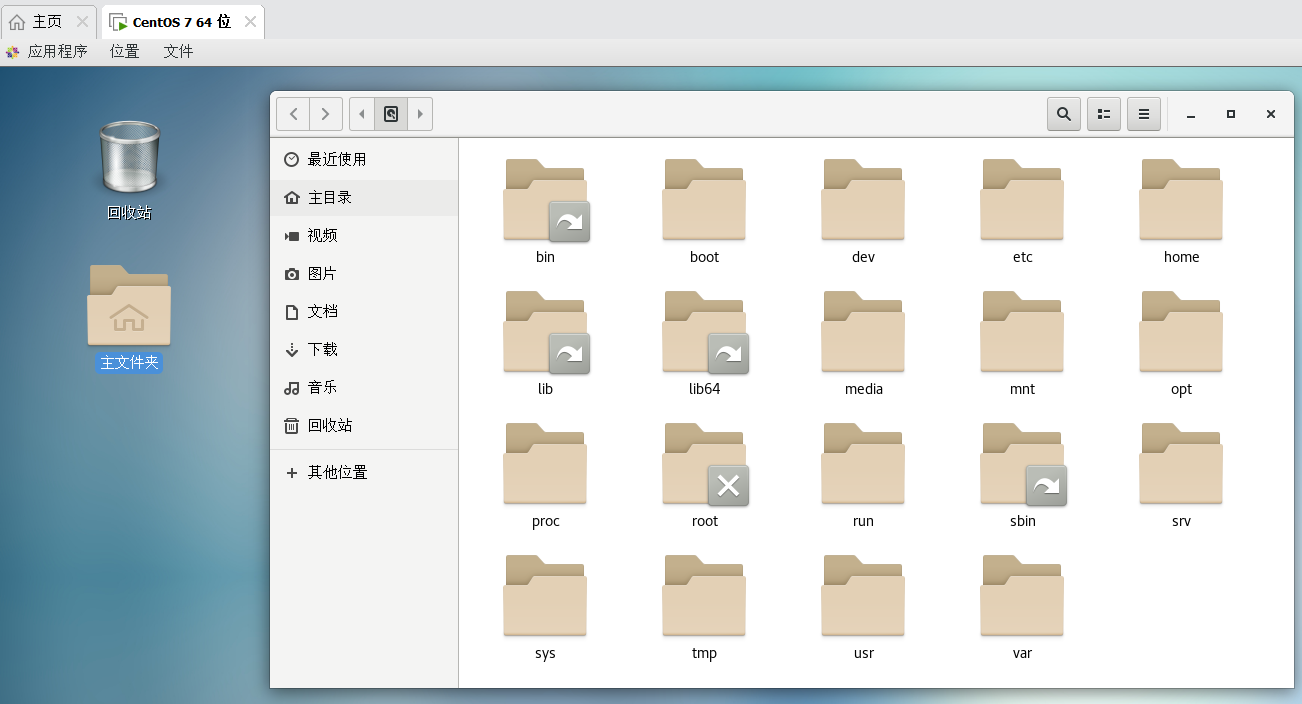 主页
CentOS 7 64 位
应用程序 位置 文件
回收站
主文件夹
最近使用
主目录
视频
图片
文档
下载
音乐
回收站
其他位置
bin boot dev etc home
lib lib64 media mnt opt
proc root run sbin srv
sys tmp usr var